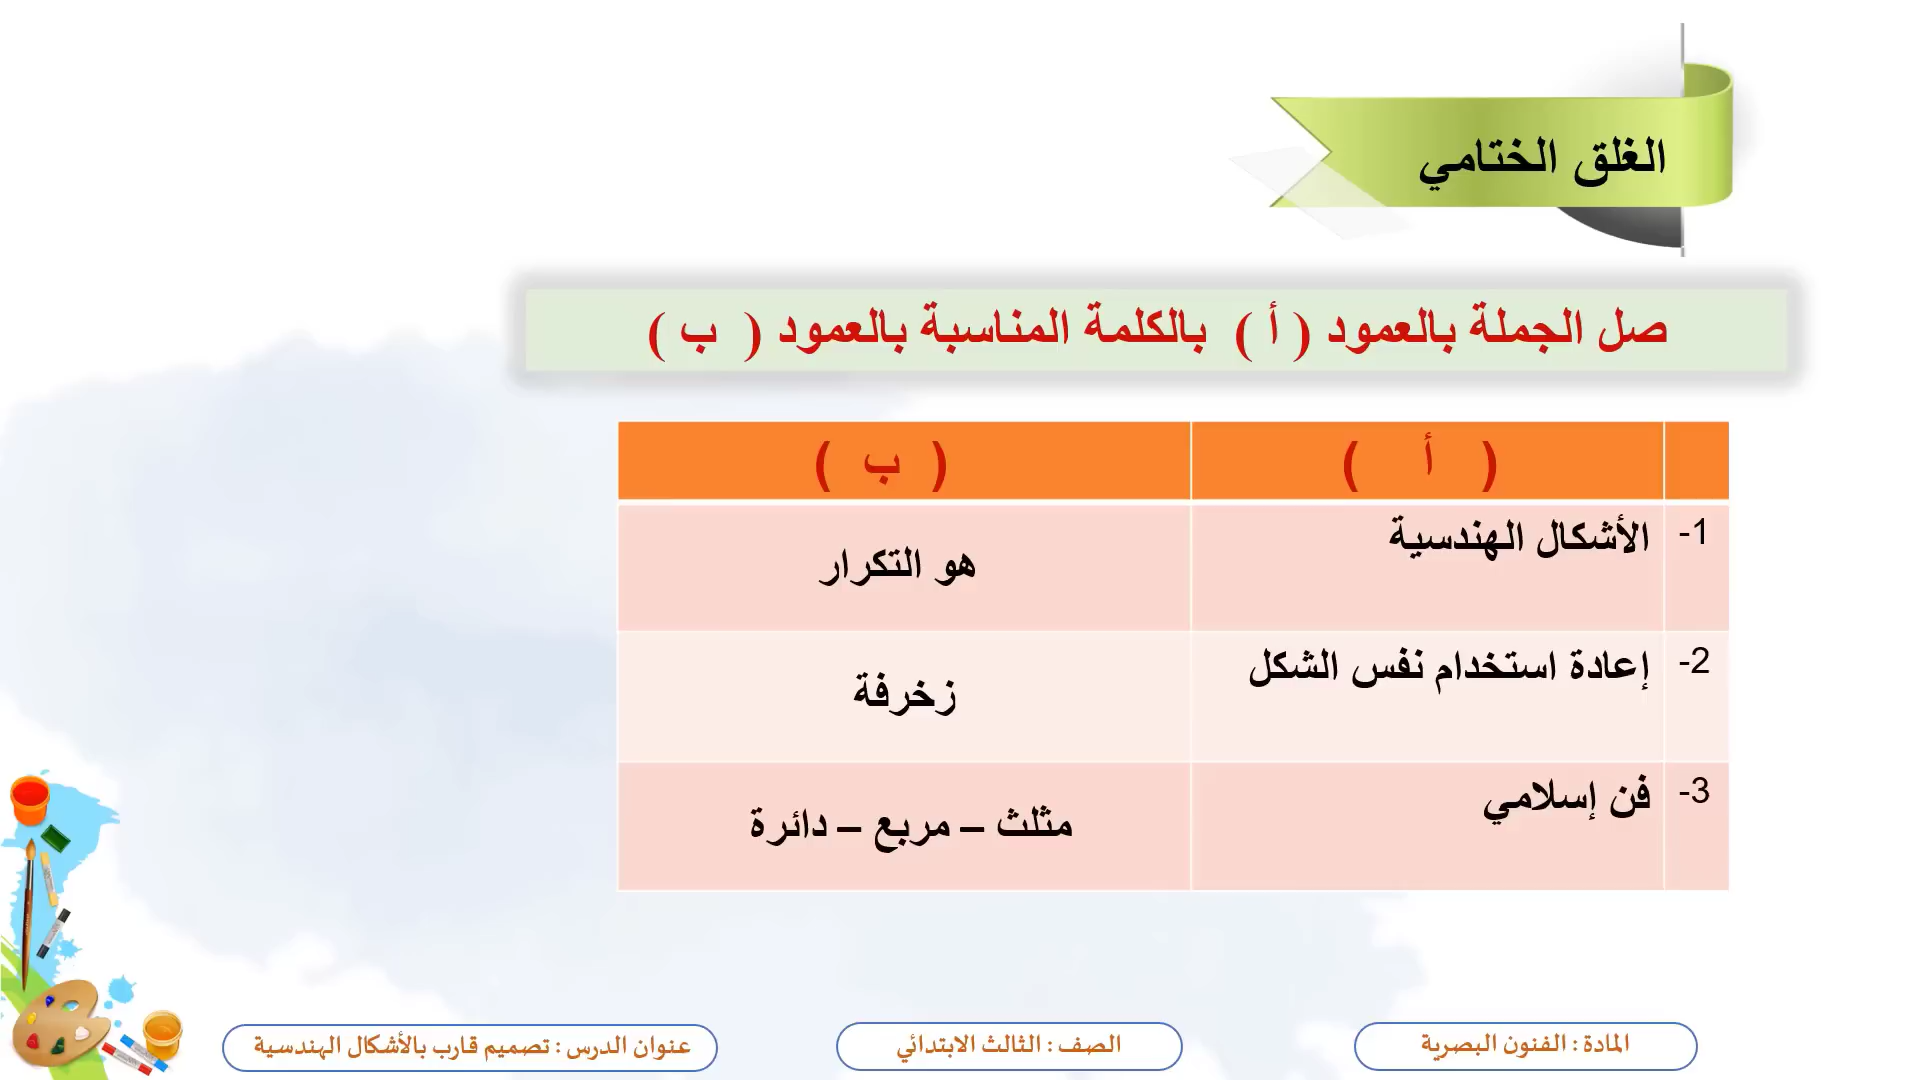 الغلق الختامي
صل الجملة بالعمود ( أ ) بالكلمة المناسبة بالعمود ( ب )
( أ ) ( ب )
1- الأشكال الهندسية هو التكرار
2- إعادة استخدام نفس الشكل زخرفة
3- فن إسلامي مثلث – مربع – دائرة
المادة : الفنون البصرية
الصف : الثالث الابتدائي
عنوان الدرس : تصميم قارب بالأشكال الهندسية